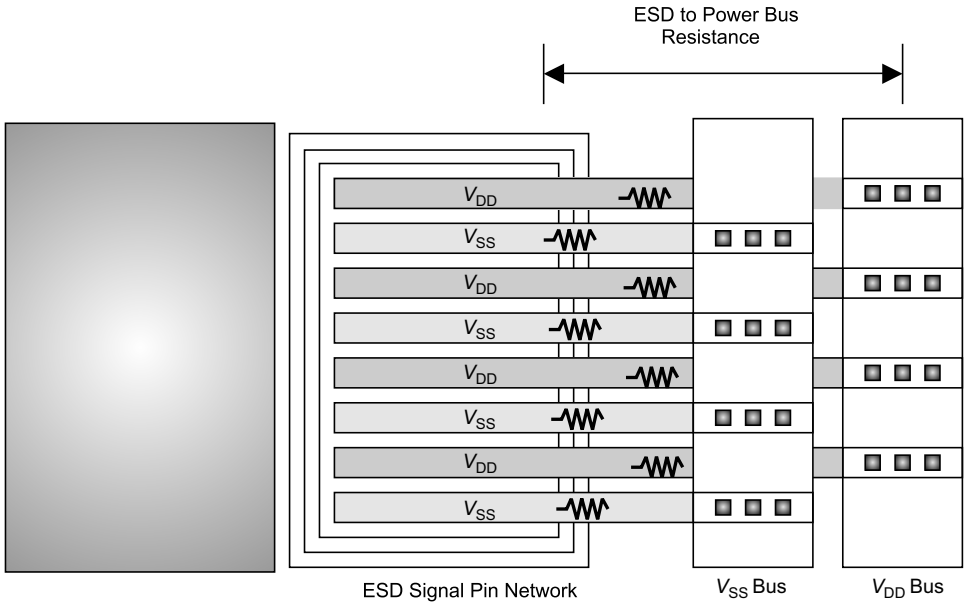 ESD to Power Bus
Resistance
VDD
VSS
VDD
VSS
VDD
VSS
VDD
VSS
ESD Signal Pin Network
VSS Bus
VDD Bus